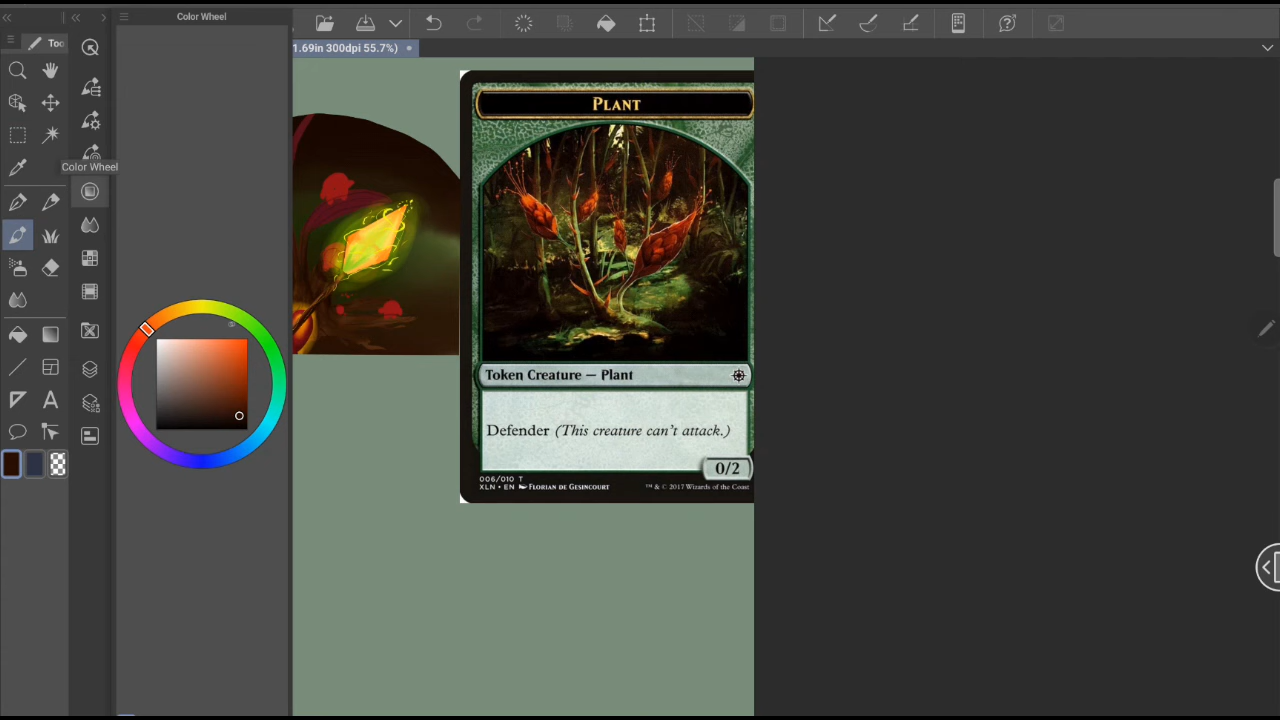 Color Wheel
Too
1.69in 300dpi 55.7%)
Color Wheel
PLANT
Token Creature — Plant
Defender (This creature can't attack.)
0/2
006/010 T
XLN • EN FLORIAN DE GESINCOURT
™ & © 2017 Wizards of the Coast